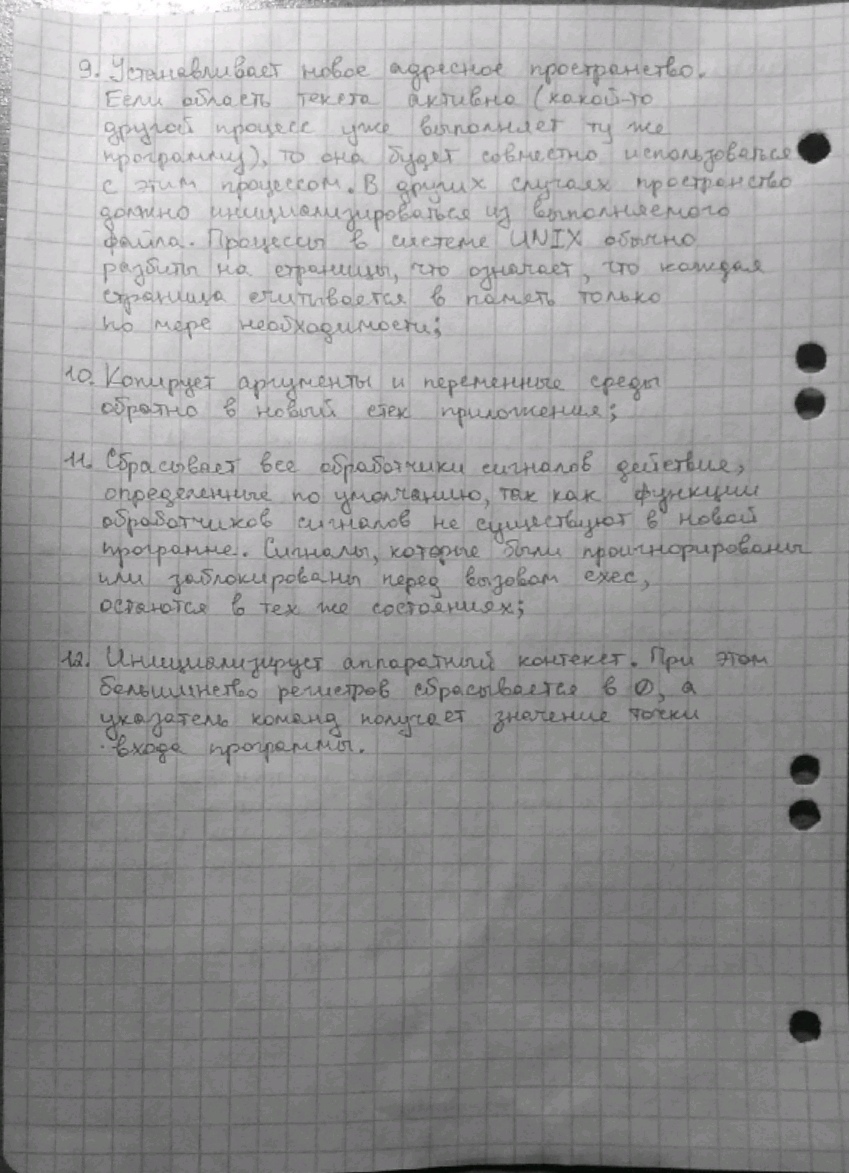 9. Устанавливает новое адресное пространство.
Если область текста активна (какой-то
другой процесс уже выполняет ту же
программу), то она будет совместно использоваться
с этим процессом. В других случаях пространство
должно инициализироваться из выполняемого
файла. Процессы в системе UNIX обычно
разбиты на страницы, что означает, что каждая
страница считывается в память только
по мере необходимости;
10. Копирует аргументы и переменные среды
обратно в новый стек приложения;
11. Сбрасывает все обработчики сигналов действие,
определенные по умолчанию, так как функции
обработчиков сигналов не существуют в новой
программе. Сигналы, которые были проигнорированы
или заблокированы перед вызовом exec,
остаются в тех же состояниях;
12. Инициализирует аппаратный контекст. При этом
большинство регистров сбрасывается в 0, а
указатель команд получает значение точки
входа программы.